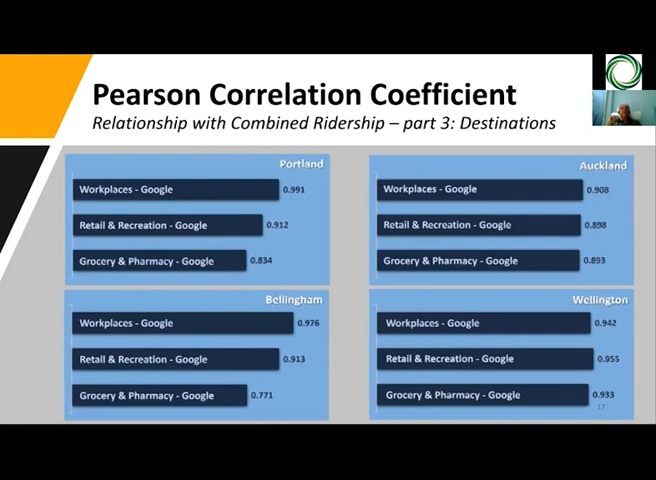 Pearson Correlation Coefficient
Relationship with Combined Ridership – part 3: Destinations
Portland
Workplaces - Google 0.991
Retail & Recreation - Google 0.912
Grocery & Pharmacy - Google 0.834
Auckland
Workplaces - Google 0.908
Retail & Recreation - Google 0.898
Grocery & Pharmacy - Google 0.893
Bellingham
Workplaces - Google 0.976
Retail & Recreation - Google 0.913
Grocery & Pharmacy - Google 0.771
Wellington
Workplaces - Google 0.942
Retail & Recreation - Google 0.955
Grocery & Pharmacy - Google 0.933
17